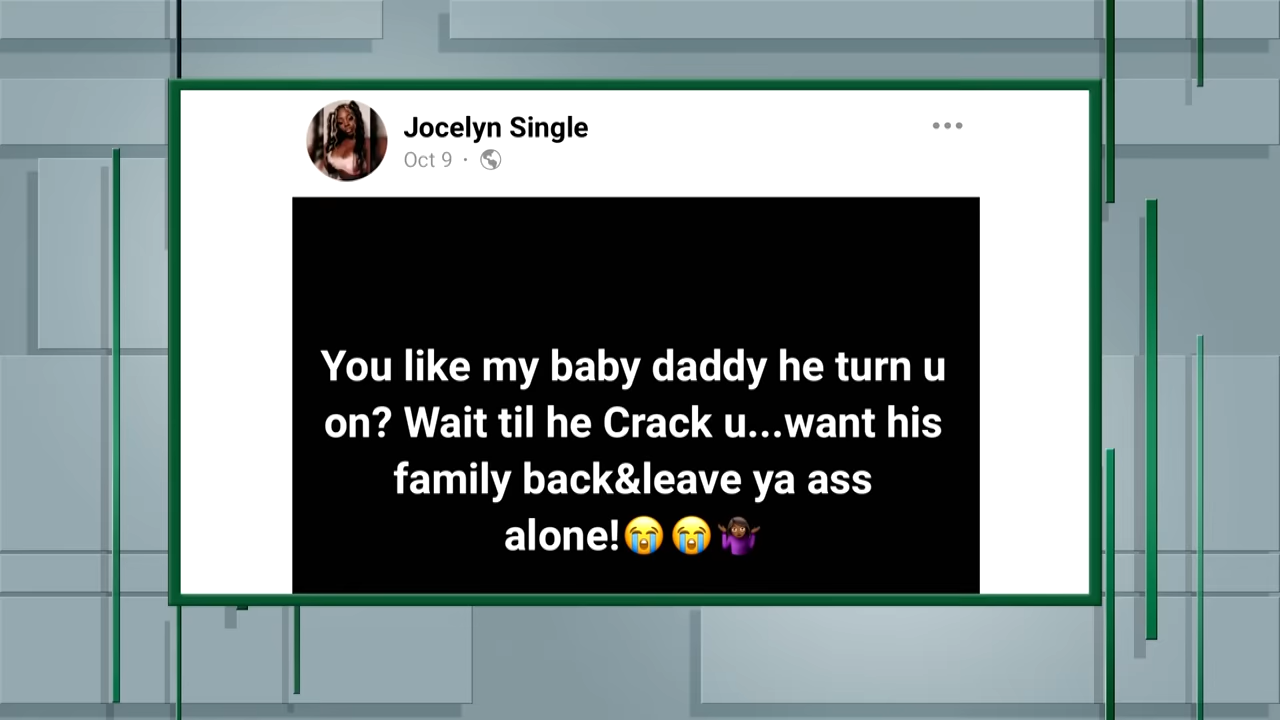 Jocelyn Single
Oct 9 ·
You like my baby daddy he turn u
on? Wait til he Crack u...want his
family back&leave ya ass
alone!😭😭🤷🏾‍♀️